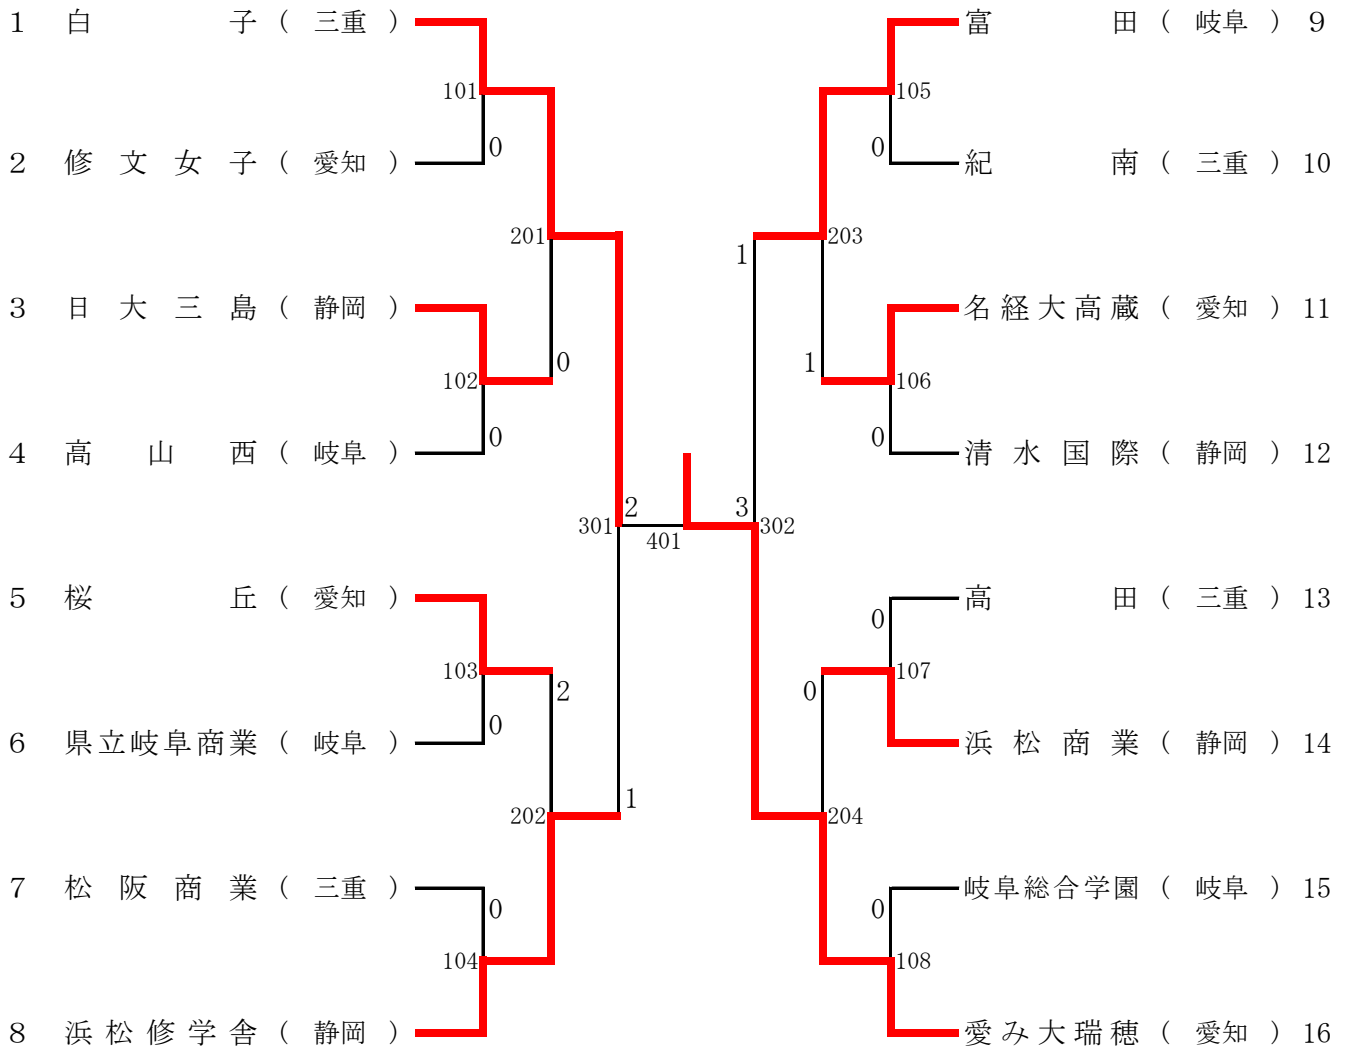 1 白子 ( 三重 )
富田 ( 岐阜 ) 9
101
105
0
0
2 修文女子 ( 愛知 )
紀南 ( 三重 ) 10
201
203
1
3 日大三島 ( 静岡 )
名経大高蔵 ( 愛知 ) 11
0
1
102
106
0
0
4 高山西 ( 岐阜 )
清水国際 ( 静岡 ) 12
2
3
301
302
401
5 桜丘 ( 愛知 )
高田 ( 三重 ) 13
0
103
107
2
0
0
6 県立岐阜商業 ( 岐阜 )
浜松商業 ( 静岡 ) 14
1
202
204
7 松阪商業 ( 三重 )
岐阜総合学園 ( 岐阜 ) 15
0
0
104
108
8 浜松修学舎 ( 静岡 )
愛み大瑞穂 ( 愛知 ) 16